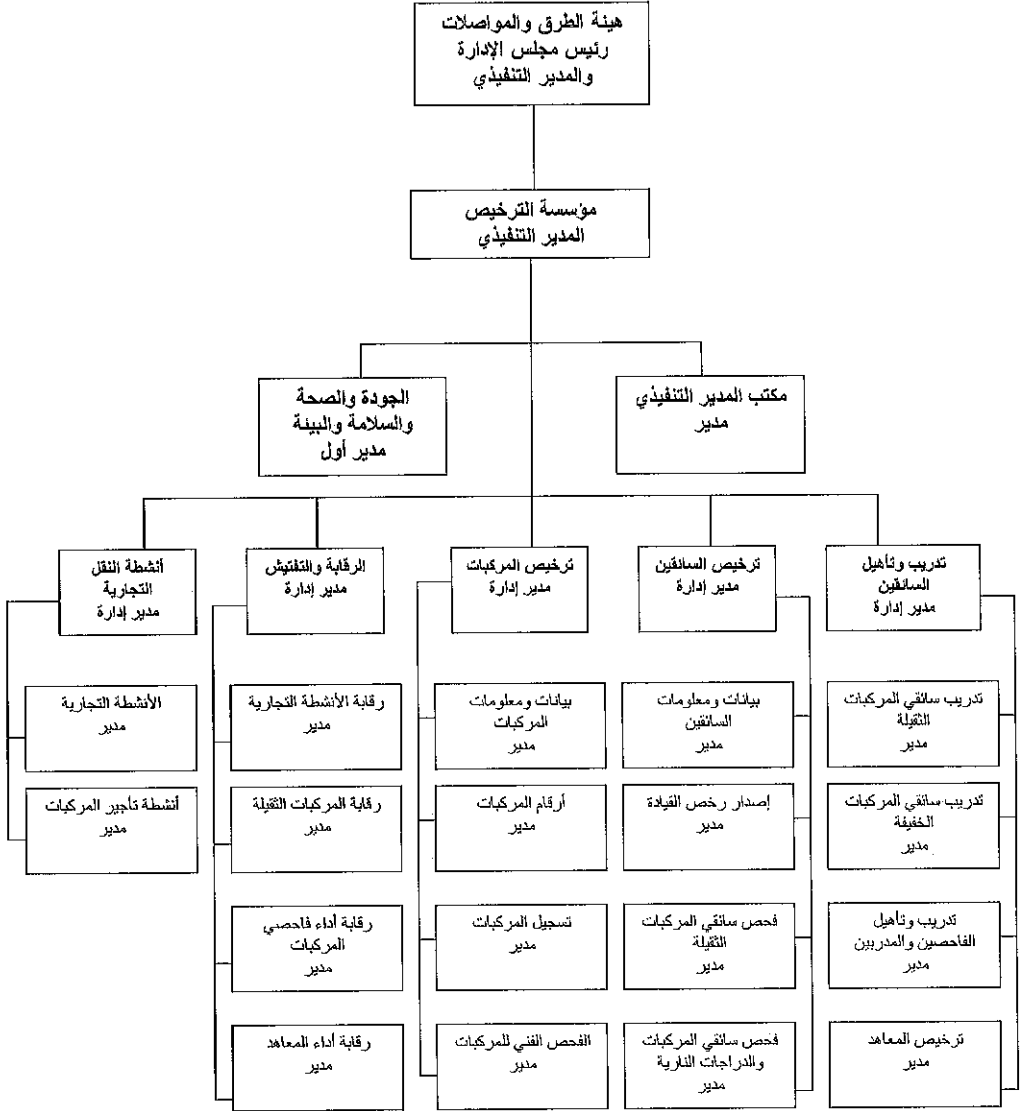 هيئة الطرق والمواصلات
رئيس مجلس الإدارة
والمدير التنفيذي
مؤسسة الترخيص
المدير التنفيذي
مكتب المدير التنفيذي
مدير
الجودة والصحة
والسلامة والبيئة
مدير أول
تدريب وتأهيل
السائقين
مدير إدارة
ترخيص السائقين
مدير إدارة
ترخيص المركبات
مدير إدارة
الرقابة والتفتيش
مدير إدارة
أنشطة النقل
التجارية
مدير إدارة
تدريب سائقي المركبات
الثقيلة
مدير
بيانات ومعلومات
السائقين
مدير
بيانات ومعلومات
المركبات
مدير
رقابة الأنشطة التجارية
مدير
الأنشطة التجارية
مدير
تدريب سائقي المركبات
الخفيفة
مدير
إصدار رخص القيادة
مدير
أرقام المركبات
مدير
رقابة المركبات الثقيلة
مدير
أنشطة تأجير المركبات
مدير
تدريب وتأهيل
الفاحصين والمدربين
مدير
فحص سائقي المركبات
الثقيلة
مدير
تسجيل المركبات
مدير
رقابة أداء فاحصي
المركبات
مدير
ترخيص المعاهد
مدير
فحص سائقي المركبات
والدراجات النارية
مدير
الفحص الفني للمركبات
مدير
رقابة أداء المعاهد
مدير